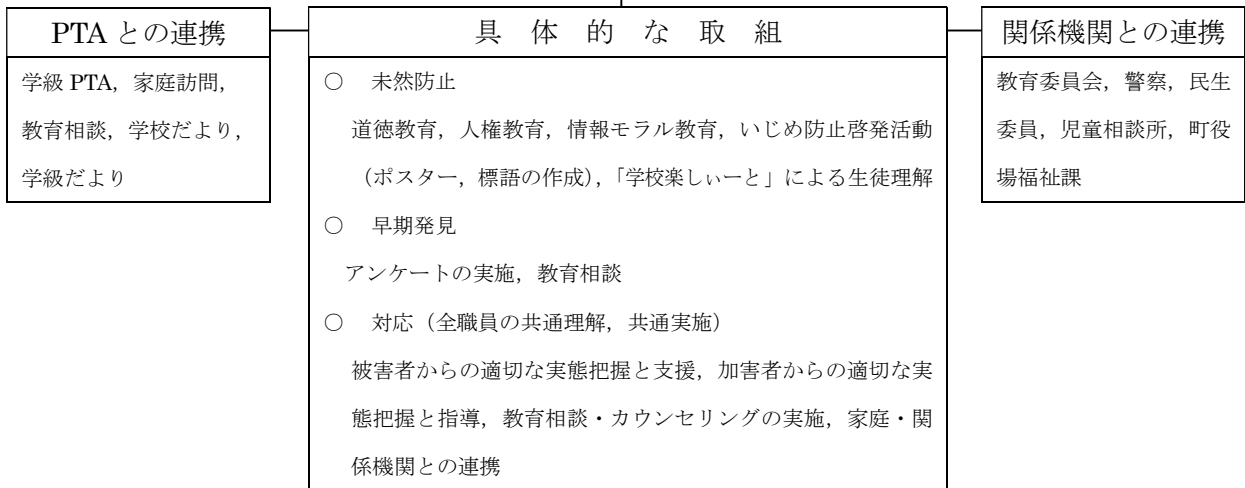 PTA との連携
学級 PTA，家庭訪問，
教育相談，学校だより，
学級だより
具 体 的 な 取 組
○ 未然防止
道徳教育，人権教育，情報モラル教育，いじめ防止啓発活動
（ポスター，標語の作成），「学校楽しぃーと」による生徒理解
○ 早期発見
アンケートの実施，教育相談
○ 対応（全職員の共通理解，共通実施）
被害者からの適切な実態把握と支援，加害者からの適切な実
態把握と指導，教育相談・カウンセリングの実施，家庭・関
係機関との連携
関係機関との連携
教育委員会，警察，民生
委員，児童相談所，町役
場福祉課